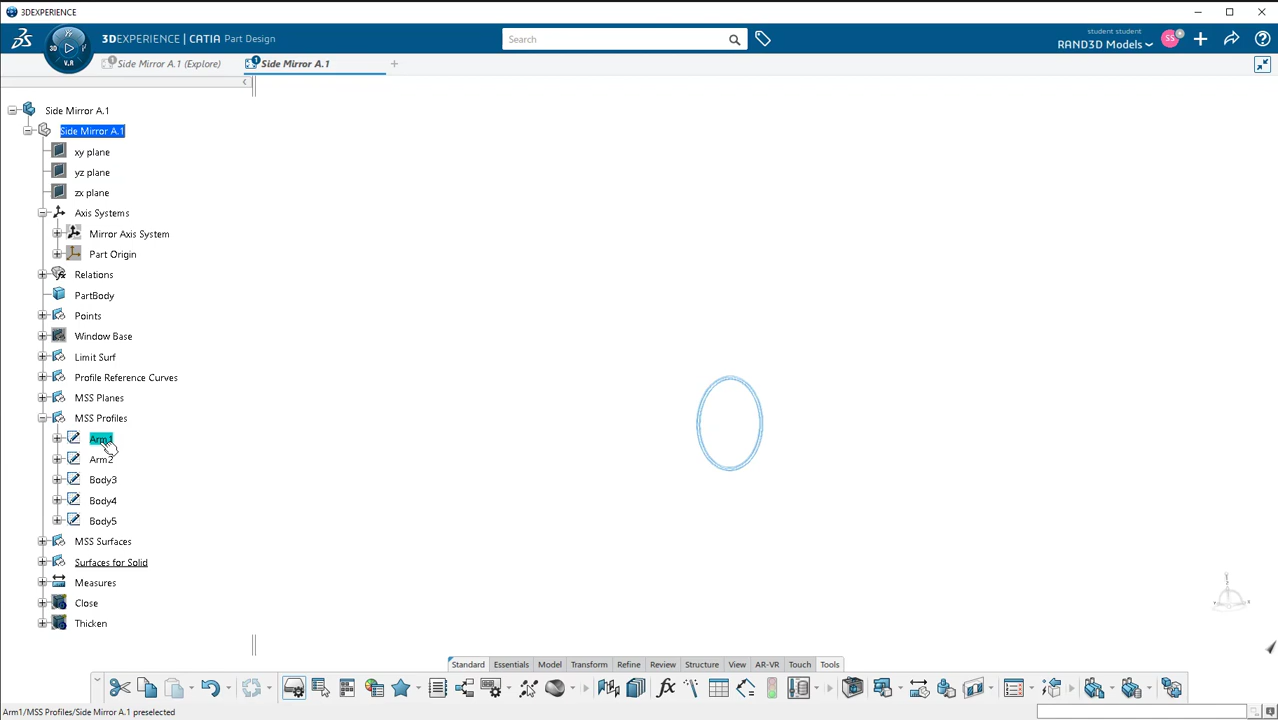 3DEXPERIENCE
3DEXPERIENCE | CATIA Part Design
Search
student student
RAND3D Models
SS
3D
V.R
Side Mirror A.1 (Explore)
Side Mirror A.1
Side Mirror A.1
Side Mirror A.1
xy plane
yz plane
zx plane
Axis Systems
Mirror Axis System
Part Origin
Relations
PartBody
Points
Window Base
Limit Surf
Profile Reference Curves
MSS Planes
MSS Profiles
Arm1
Arm2
Body3
Body4
Body5
MSS Surfaces
Surfaces for Solid
Measures
Close
Thicken
Standard Essentials Model Transform Refine Review Structure View AR-VR Touch Tools
Arm1/MSS Profiles/Side Mirror A.1 preselected